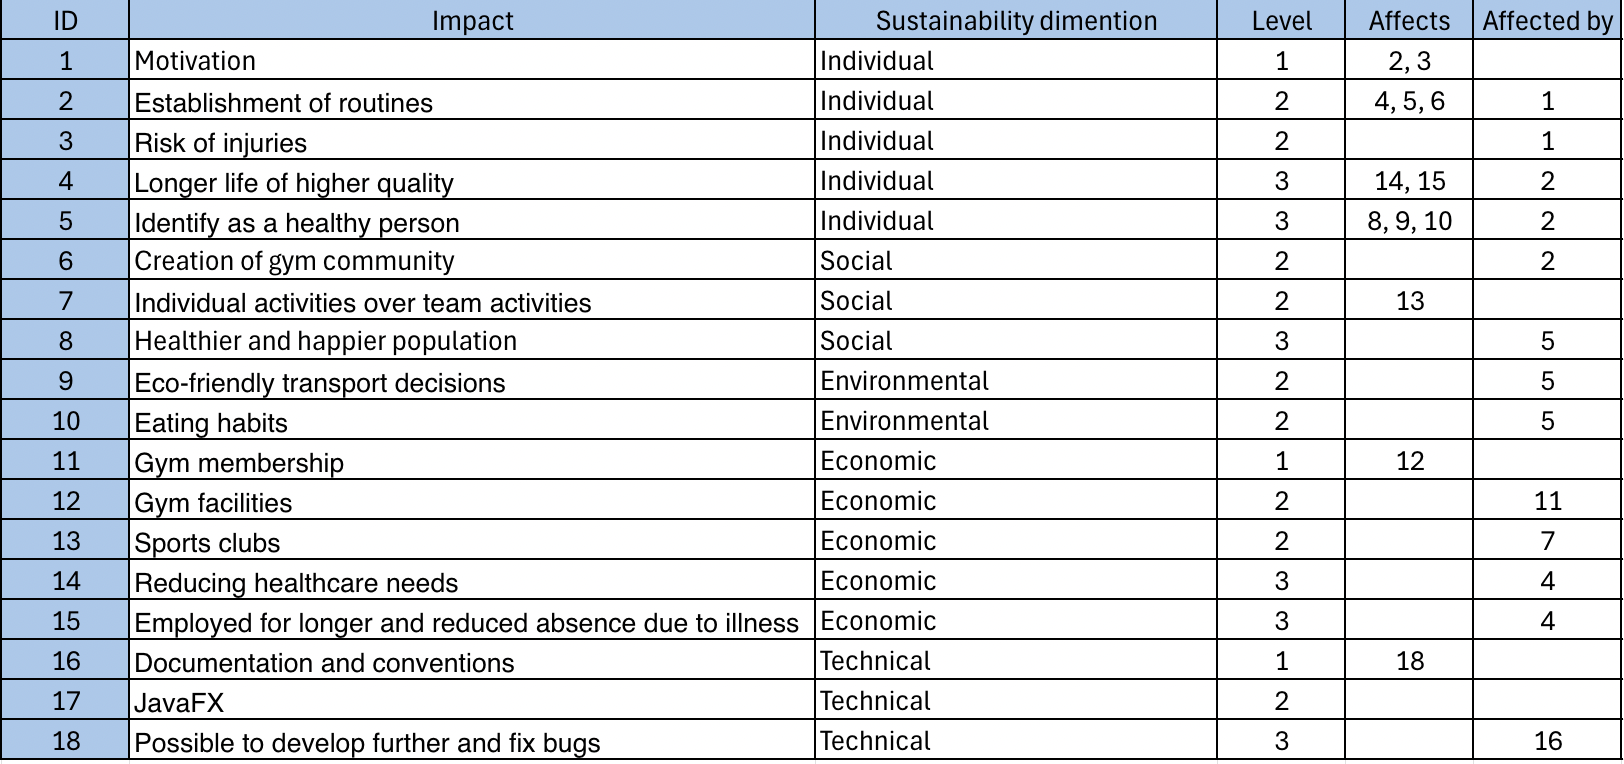 ID Impact Sustainability dimention Level Affects Affected by
1 Motivation Individual 1 2, 3
2 Establishment of routines Individual 2 4, 5, 6 1
3 Risk of injuries Individual 2 1
4 Longer life of higher quality Individual 3 14, 15 2
5 Identify as a healthy person Individual 3 8, 9, 10 2
6 Creation of gym community Social 2 2
7 Individual activities over team activities Social 2 13
8 Healthier and happier population Social 3 5
9 Eco-friendly transport decisions Environmental 2 5
10 Eating habits Environmental 2 5
11 Gym membership Economic 1 12
12 Gym facilities Economic 2 11
13 Sports clubs Economic 2 7
14 Reducing healthcare needs Economic 3 4
15 Employed for longer and reduced absence due to illness Economic 3 4
16 Documentation and conventions Technical 1 18
17 JavaFX Technical 2
18 Possible to develop further and fix bugs Technical 3 16